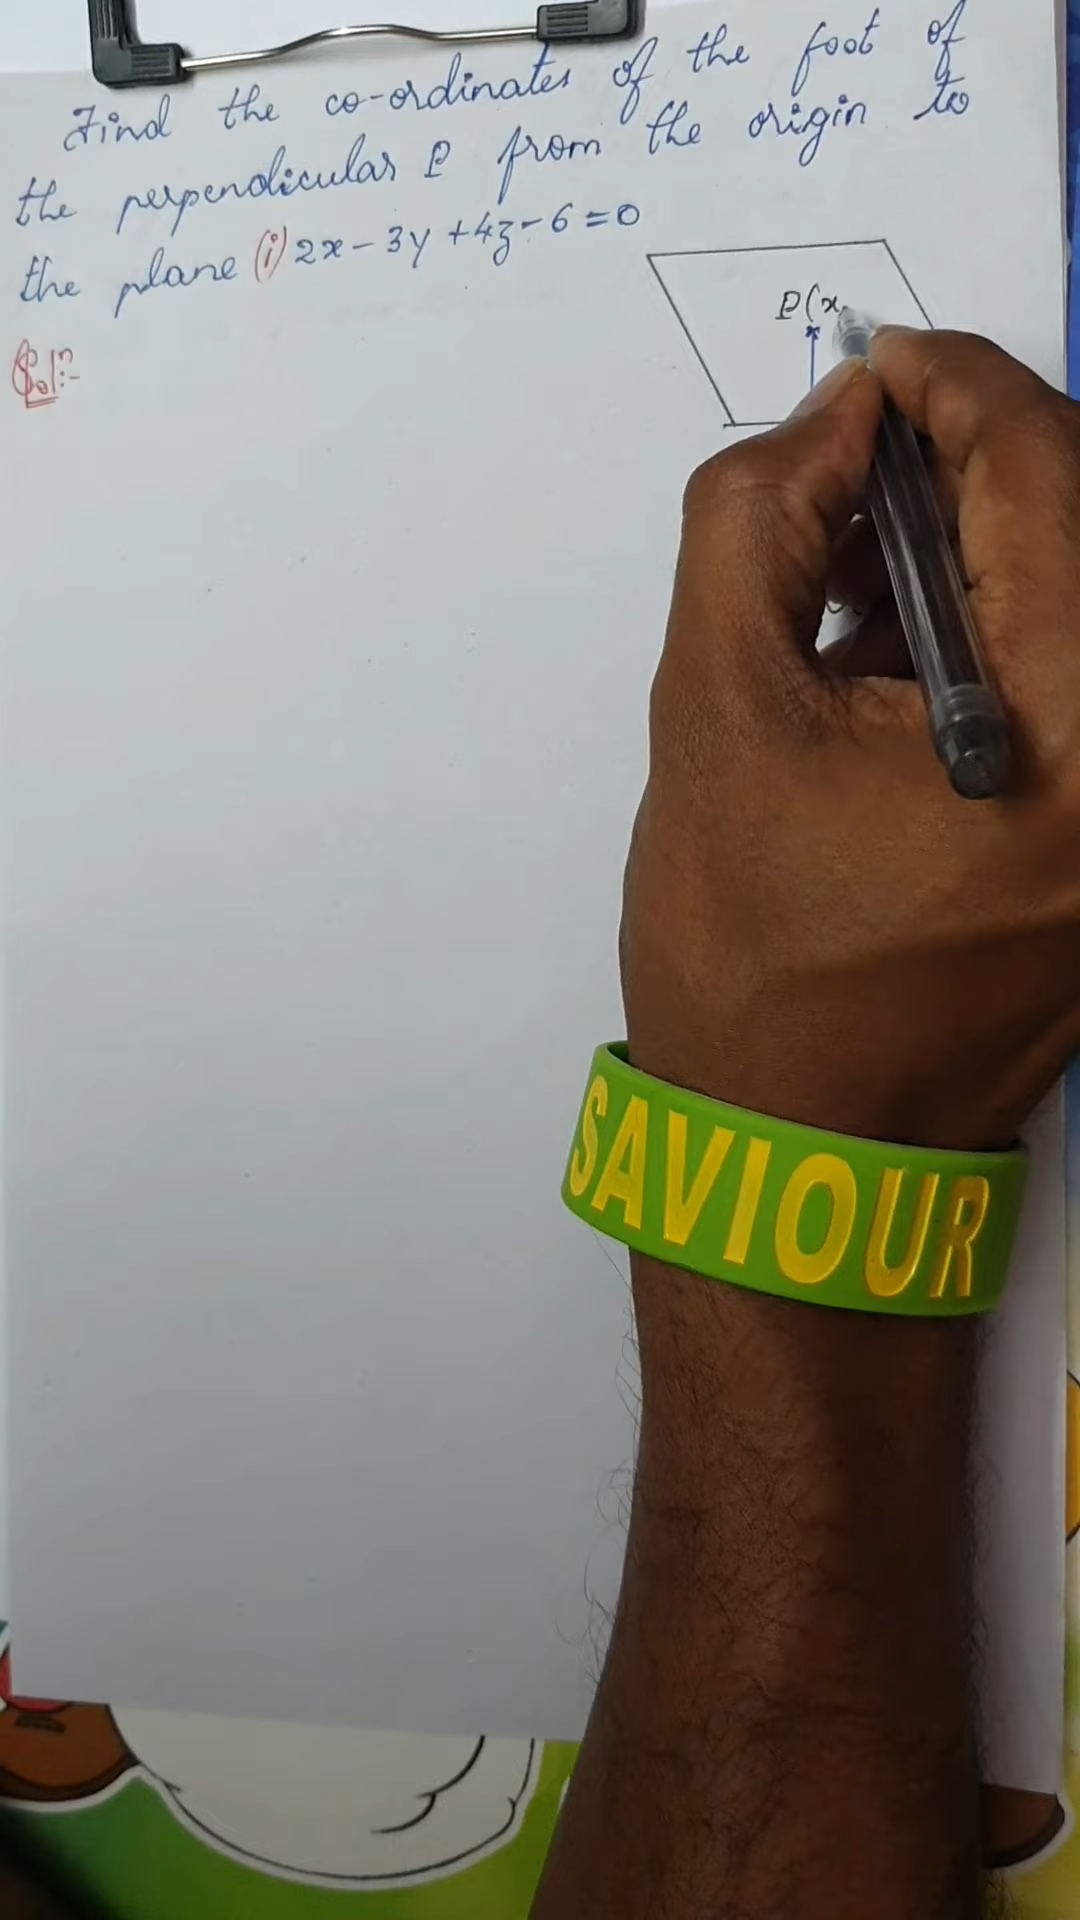 Find the co-ordinates of the foot of
the perpendicular P from the origin to
the plane (i) 2x - 3y + 4z - 6 = 0
P(x,
Sol:-
SAVIOUR